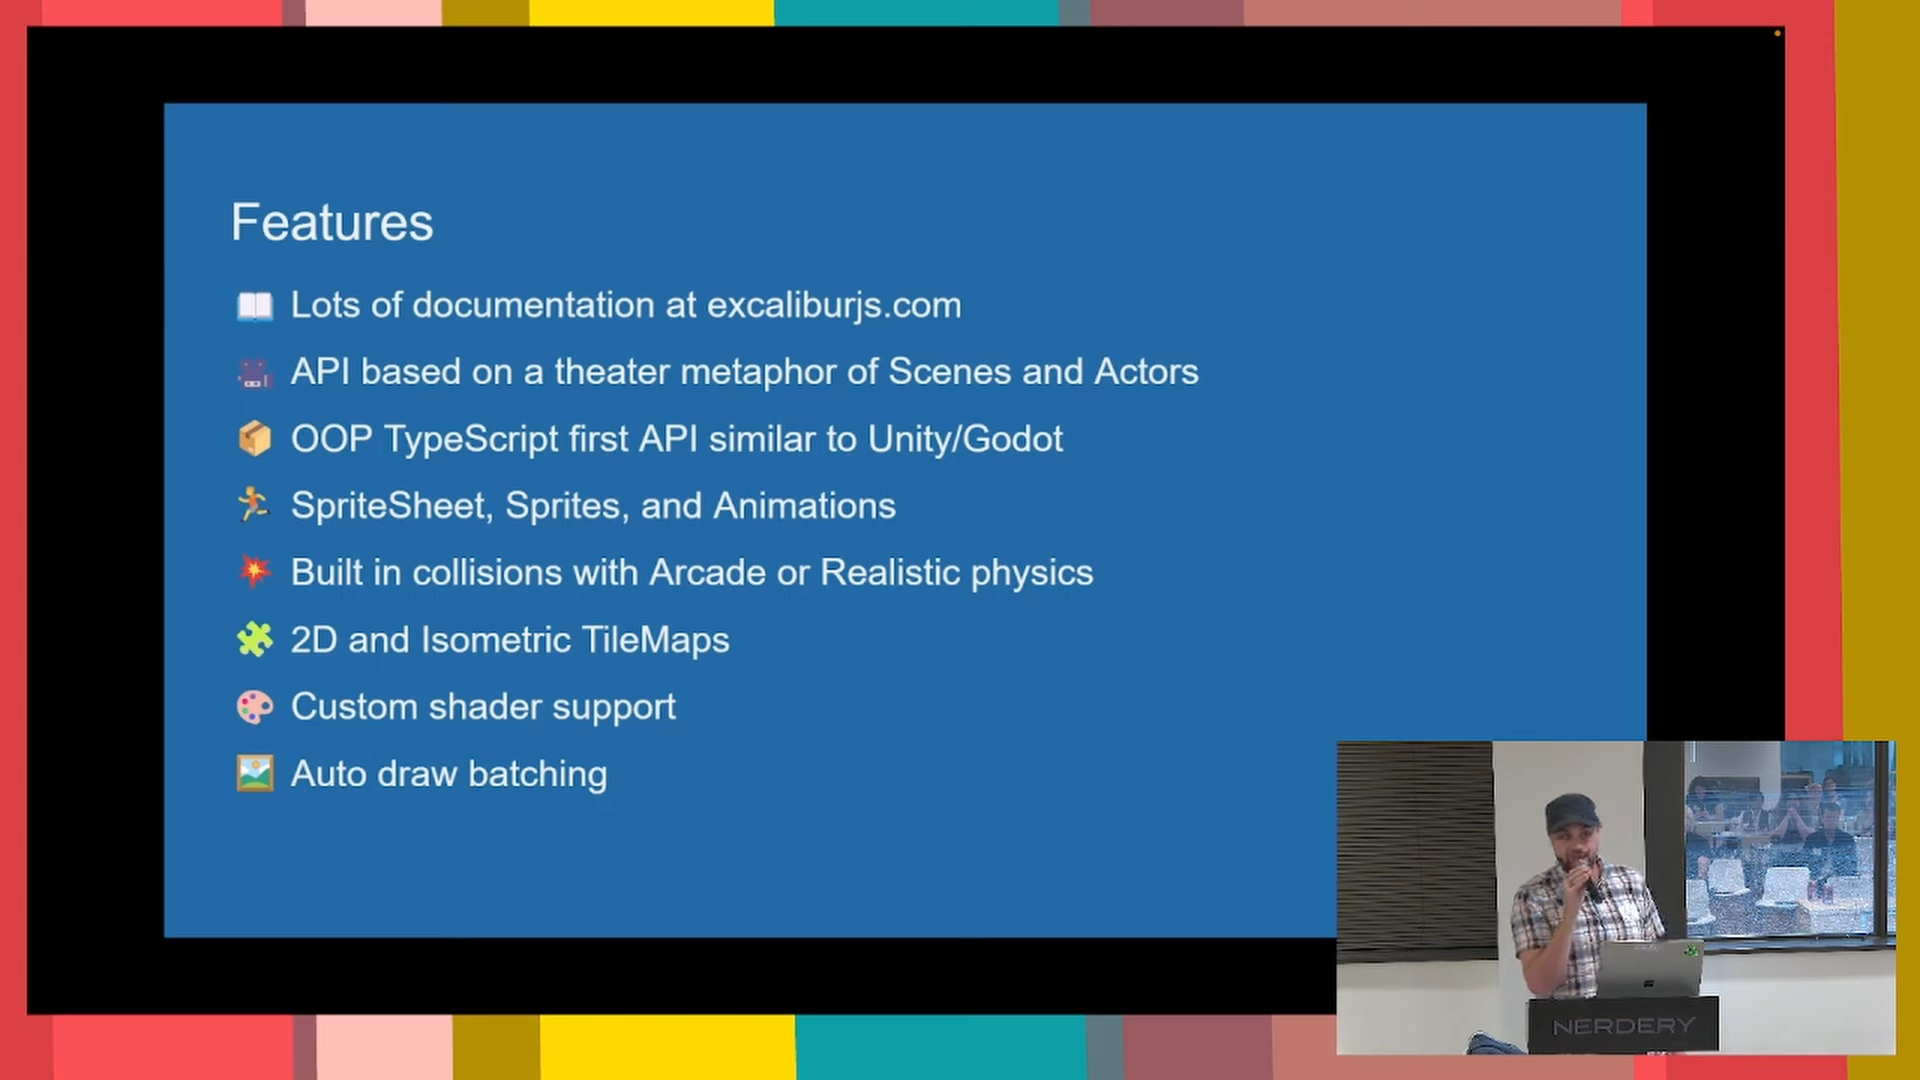 Features
Lots of documentation at excaliburjs.com
API based on a theater metaphor of Scenes and Actors
OOP TypeScript first API similar to Unity/Godot
SpriteSheet, Sprites, and Animations
Built in collisions with Arcade or Realistic physics
2D and Isometric TileMaps
Custom shader support
Auto draw batching
NERDERY